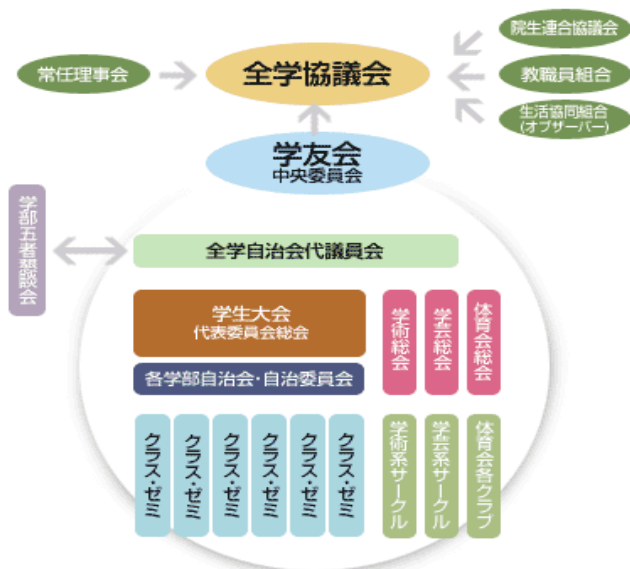 院生連合協議会
常任理事会
全学協議会
教職員組合
生活協同組合
(オブザーバー)
学友会
中央委員会
学部五者懇談会
全学自治会代議員会
学生大会
代表委員会総会
各学部自治会・自治委員会
学術総会
学芸総会
体育会総会
クラス・ゼミ
クラス・ゼミ
クラス・ゼミ
クラス・ゼミ
クラス・ゼミ
クラス・ゼミ
学術系サークル
学芸系サークル
体育会各クラブ